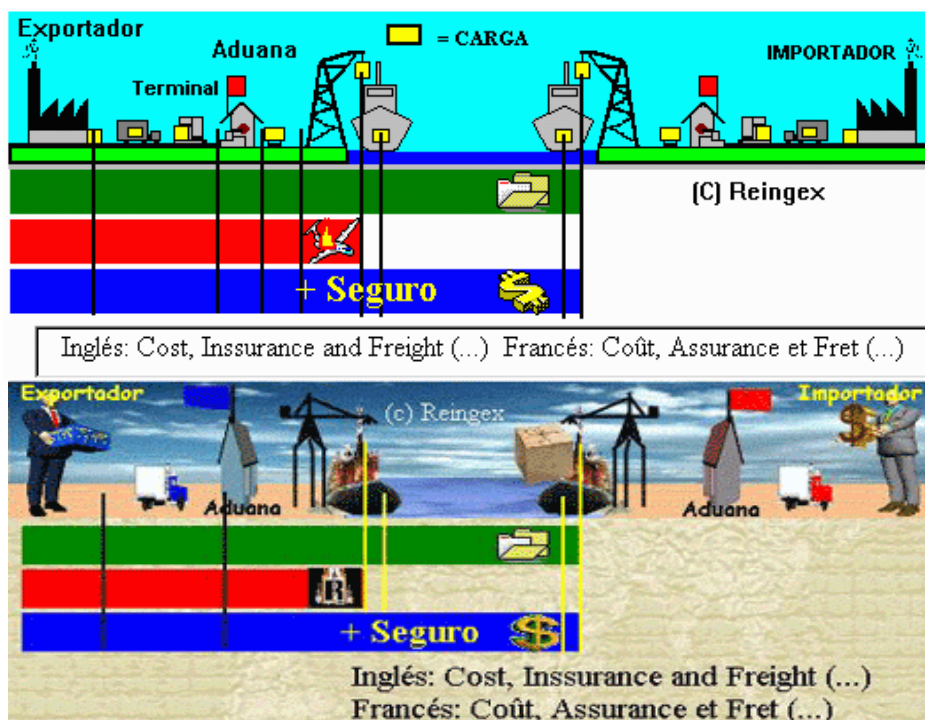 Exportador
= CARGA
Aduana
IMPORTADOR
Terminal
(C) Reingex
+ Seguro
Inglés: Cost, Inssurance and Freight (...) Francés: Coût, Assurance et Fret (...)
Exportador
Importador
(c) Reingex
Aduana
Aduana
R
+ Seguro
$
Inglés: Cost, Inssurance and Freight (...)
Francés: Coût, Assurance et Fret (...)